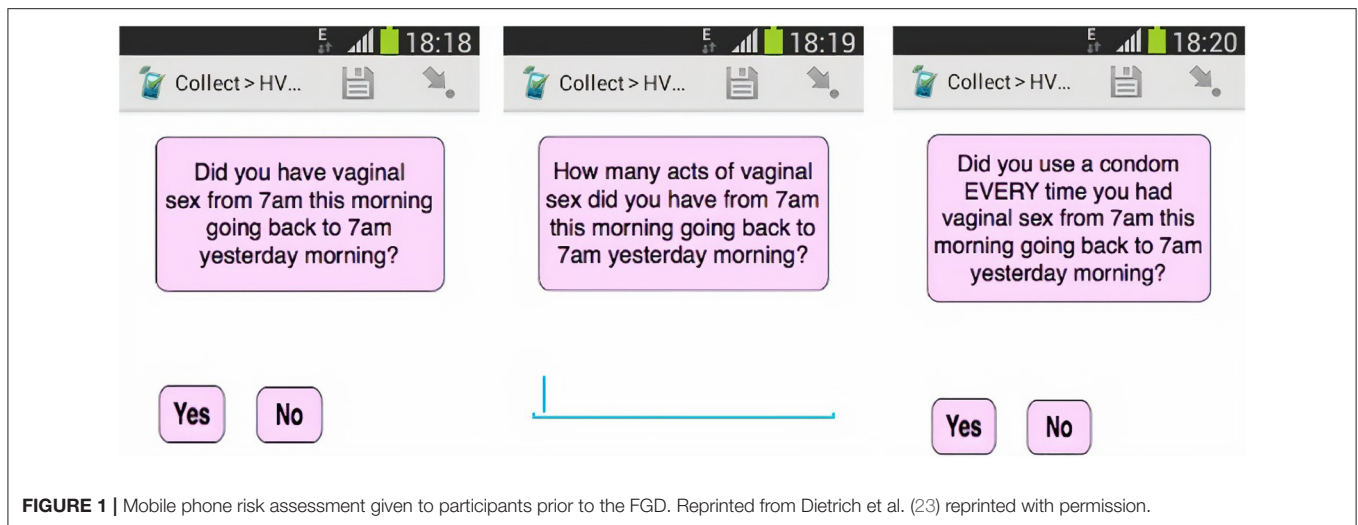 E 18:18
Collect > HV...
Did you have vaginal
sex from 7am this morning
going back to 7am
yesterday morning?
Yes No
E 18:19
Collect > HV...
How many acts of vaginal
sex did you have from 7am
this morning going back to
7am yesterday morning?
E 18:20
Collect > HV...
Did you use a condom
EVERY time you had
vaginal sex from 7am this
morning going back to 7am
yesterday morning?
Yes No
FIGURE 1 | Mobile phone risk assessment given to participants prior to the FGD. Reprinted from Dietrich et al. (23) reprinted with permission.